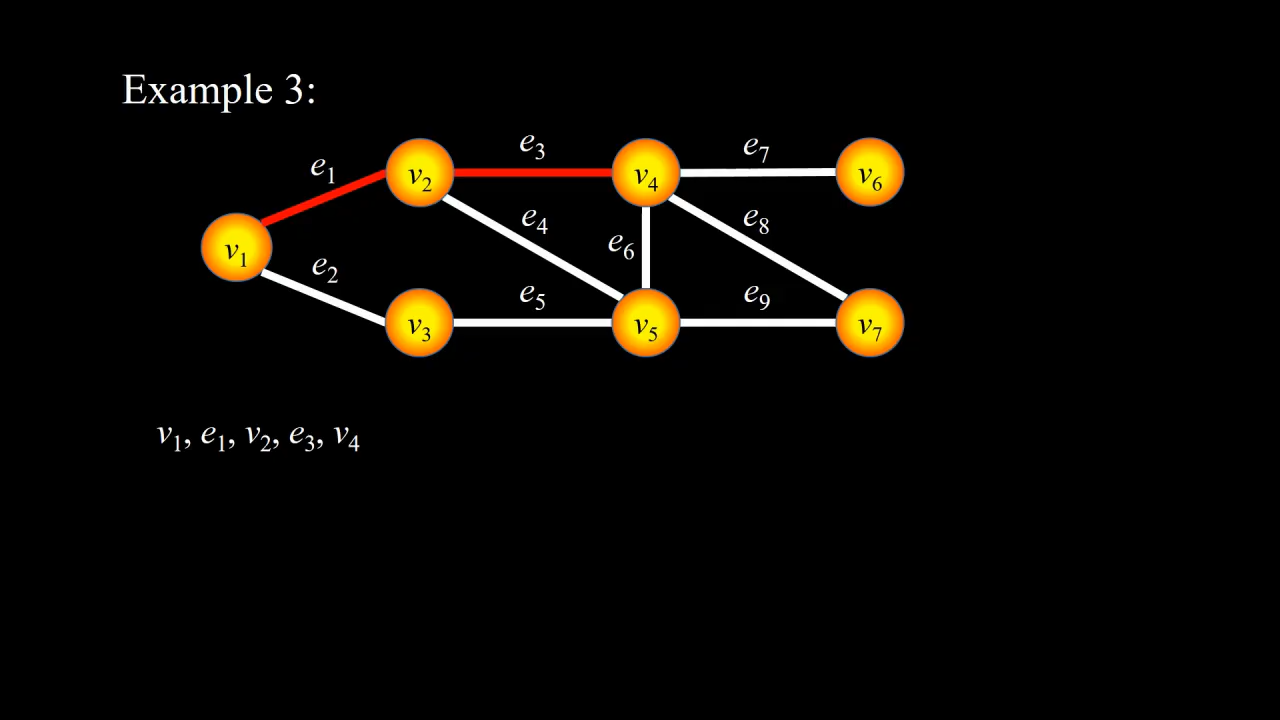 Example 3:
e₁
e₃
e₇
v₂
v₄
v₆
e₄
e₈
v₁
e₆
e₂
e₅
e₉
v₃
v₅
v₇
v₁, e₁, v₂, e₃, v₄